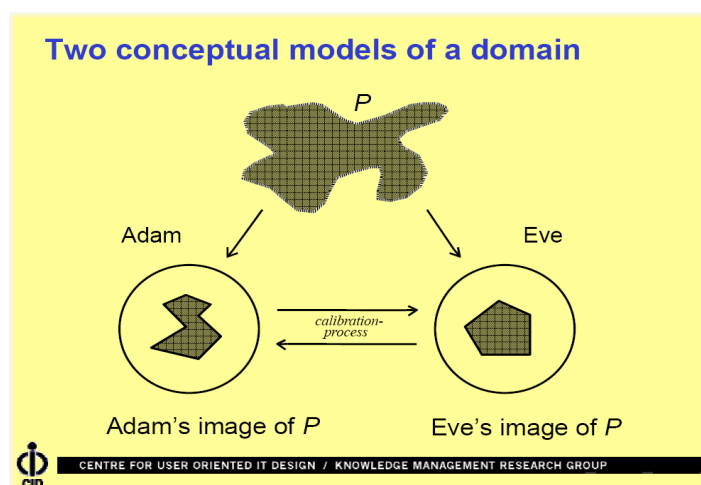 Two conceptual models of a domain
P
Adam
Eve
calibration-
process
Adam's image of P
Eve's image of P
CENTRE FOR USER ORIENTED IT DESIGN / KNOWLEDGE MANAGEMENT RESEARCH GROUP
CID